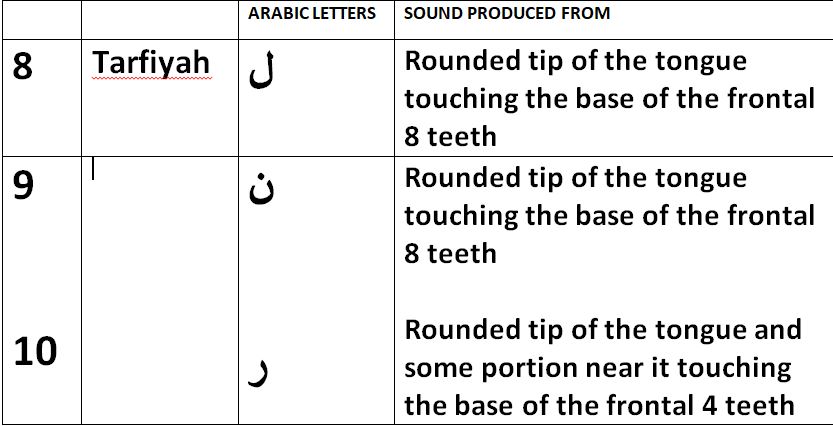 ARABIC LETTERS SOUND PRODUCED FROM
8 Tarfiyah ل Rounded tip of the tongue
touching the base of the frontal
8 teeth
9 ن Rounded tip of the tongue
touching the base of the frontal
8 teeth
10 ر Rounded tip of the tongue and
some portion near it touching
the base of the frontal 4 teeth